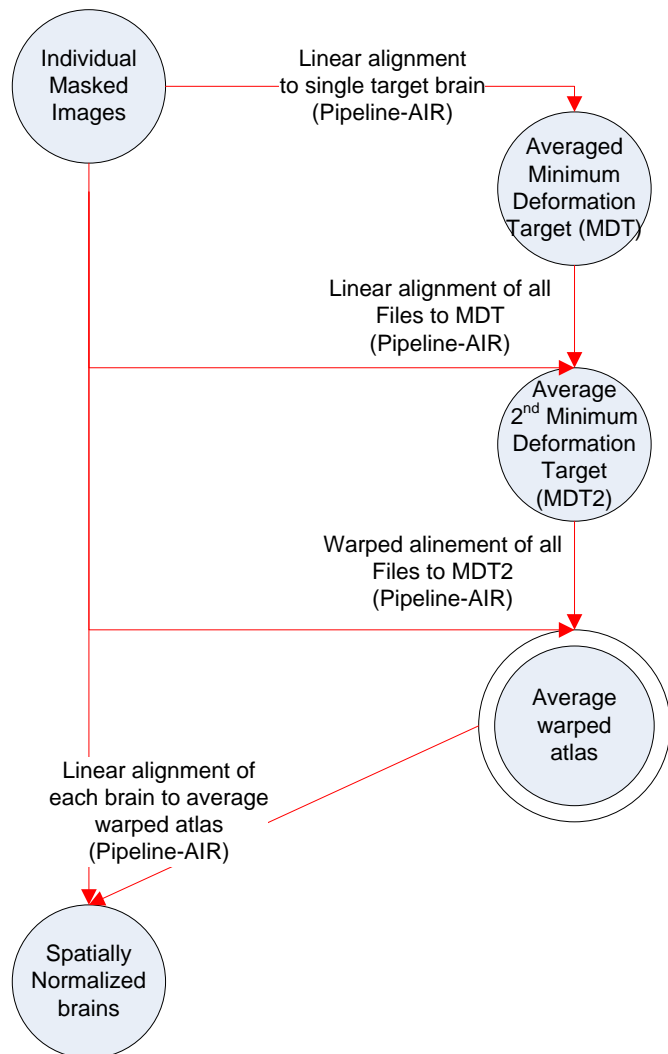 Individual
Masked
Images
Linear alignment
to single target brain
(Pipeline-AIR)
Averaged
Minimum
Deformation
Target (MDT)
Linear alignment of all
Files to MDT
(Pipeline-AIR)
Average
2nd Minimum
Deformation
Target
(MDT2)
Warped alinement of all
Files to MDT2
(Pipeline-AIR)
Average
warped
atlas
Linear alignment of
each brain to average
warped atlas
(Pipeline-AIR)
Spatially
Normalized
brains